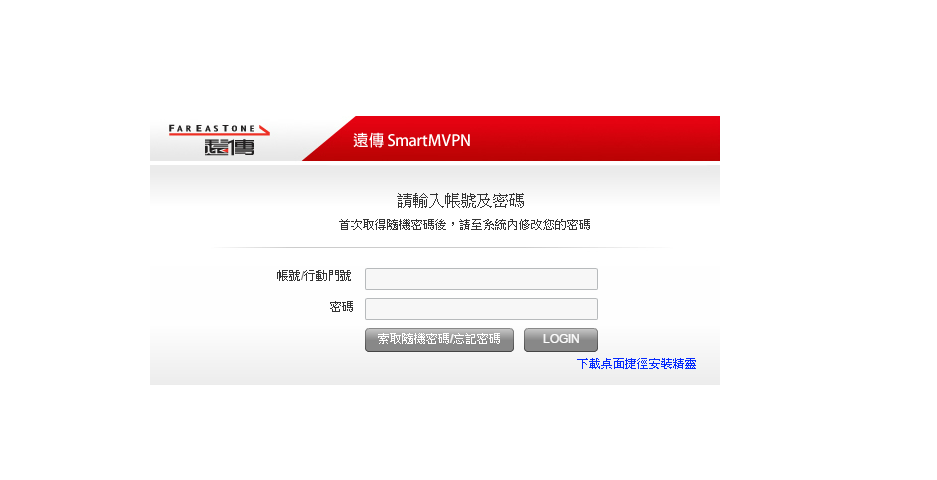 FAREASTONE
遠傳
遠傳 SmartMVPN
請輸入帳號及密碼
首次取得隨機密碼後，請至系統內修改您的密碼
帳號/行動門號
密碼
索取隨機密碼/忘記密碼 LOGIN
下載桌面捷徑安裝精靈